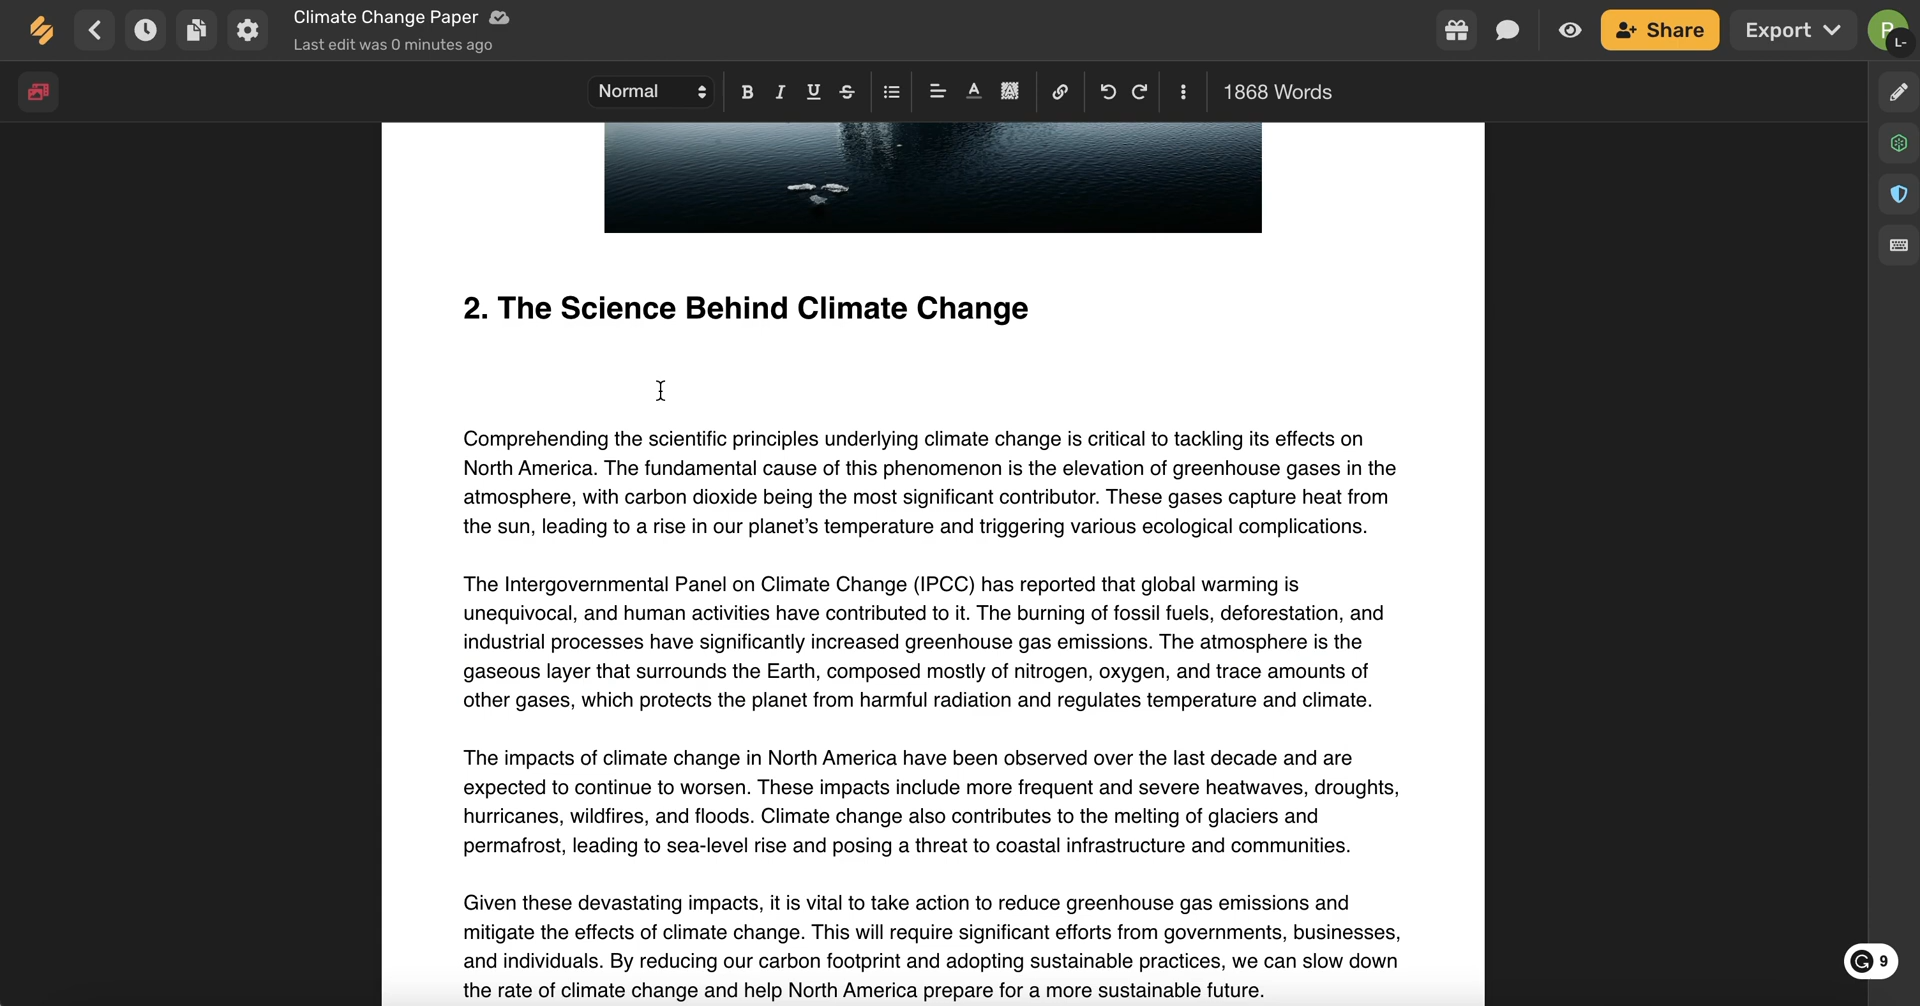 Climate Change Paper
Last edit was 0 minutes ago
Share
Export
P
L-
Normal
B I U S
A
A
1868 Words
2. The Science Behind Climate Change
Comprehending the scientific principles underlying climate change is critical to tackling its effects on
North America. The fundamental cause of this phenomenon is the elevation of greenhouse gases in the
atmosphere, with carbon dioxide being the most significant contributor. These gases capture heat from
the sun, leading to a rise in our planet's temperature and triggering various ecological complications.
The Intergovernmental Panel on Climate Change (IPCC) has reported that global warming is
unequivocal, and human activities have contributed to it. The burning of fossil fuels, deforestation, and
industrial processes have significantly increased greenhouse gas emissions. The atmosphere is the
gaseous layer that surrounds the Earth, composed mostly of nitrogen, oxygen, and trace amounts of
other gases, which protects the planet from harmful radiation and regulates temperature and climate.
The impacts of climate change in North America have been observed over the last decade and are
expected to continue to worsen. These impacts include more frequent and severe heatwaves, droughts,
hurricanes, wildfires, and floods. Climate change also contributes to the melting of glaciers and
permafrost, leading to sea-level rise and posing a threat to coastal infrastructure and communities.
Given these devastating impacts, it is vital to take action to reduce greenhouse gas emissions and
mitigate the effects of climate change. This will require significant efforts from governments, businesses,
and individuals. By reducing our carbon footprint and adopting sustainable practices, we can slow down
the rate of climate change and help North America prepare for a more sustainable future.
9